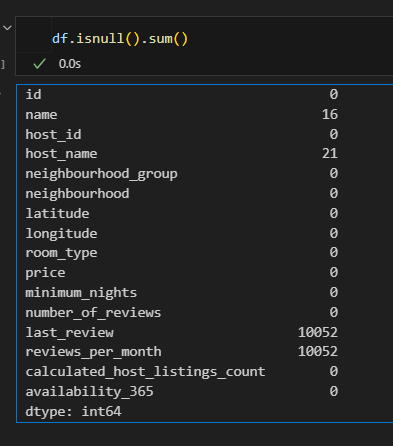 df.isnull().sum()
0.0s
id 0
name 16
host_id 0
host_name 21
neighbourhood_group 0
neighbourhood 0
latitude 0
longitude 0
room_type 0
price 0
minimum_nights 0
number_of_reviews 0
last_review 10052
reviews_per_month 10052
calculated_host_listings_count 0
availability_365 0
dtype: int64